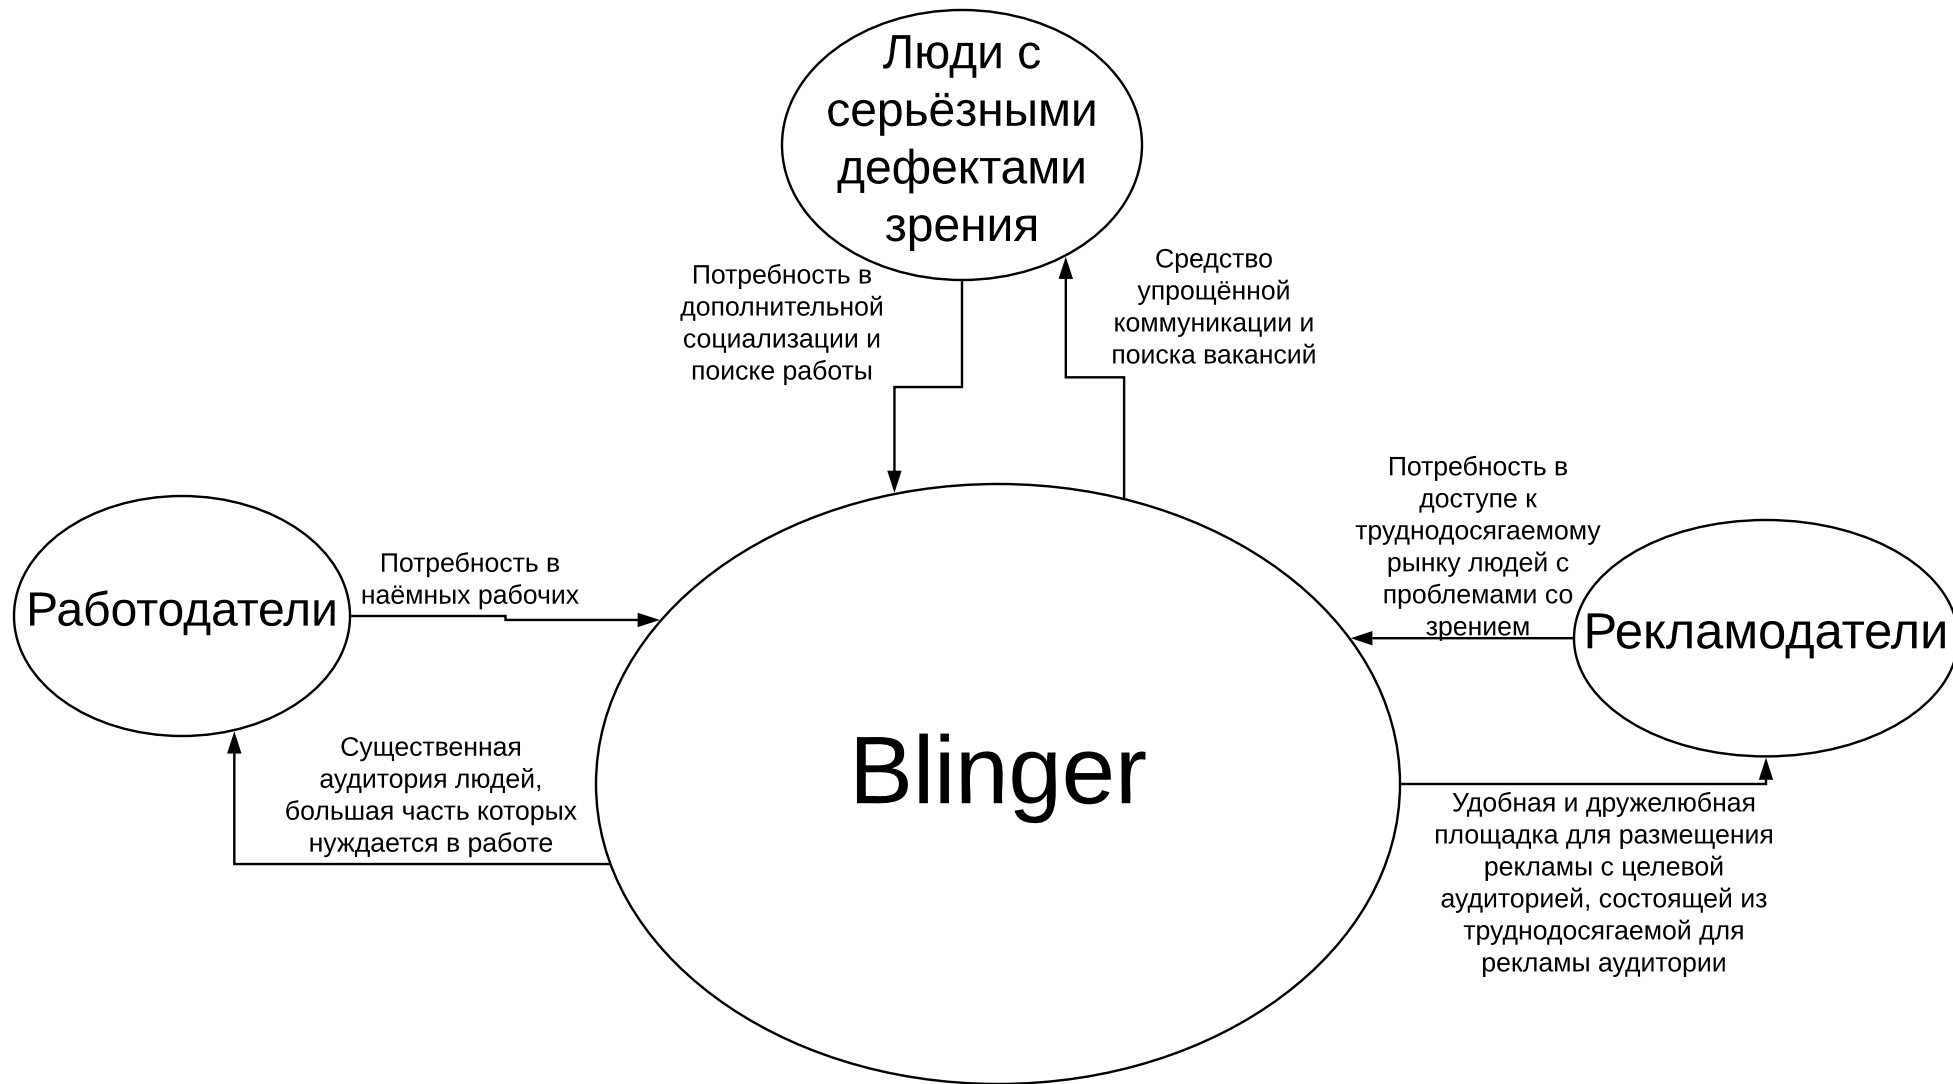 Люди с
серьёзными
дефектами
зрения
Потребность в
дополнительной
социализации и
поиске работы
Средство
упрощённой
коммуникации и
поиска вакансий
Работодатели
Потребность в
наёмных рабочих
Потребность в
доступе к
труднодосягаемому
рынку людей с
проблемами со
зрением
Рекламодатели
Blinger
Существенная
аудитория людей,
большая часть которых
нуждается в работе
Удобная и дружелюбная
площадка для размещения
рекламы с целевой
аудиторией, состоящей из
труднодосягаемой для
рекламы аудитории